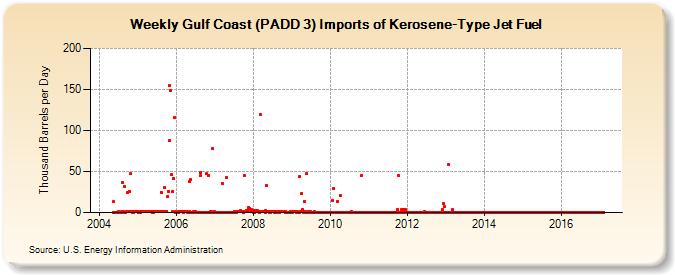 Weekly Gulf Coast (PADD 3) Imports of Kerosene-Type Jet Fuel
Thousand Barrels per Day
200
150
100
50
0
2004 2006 2008 2010 2012 2014 2016
Source: U.S. Energy Information Administration